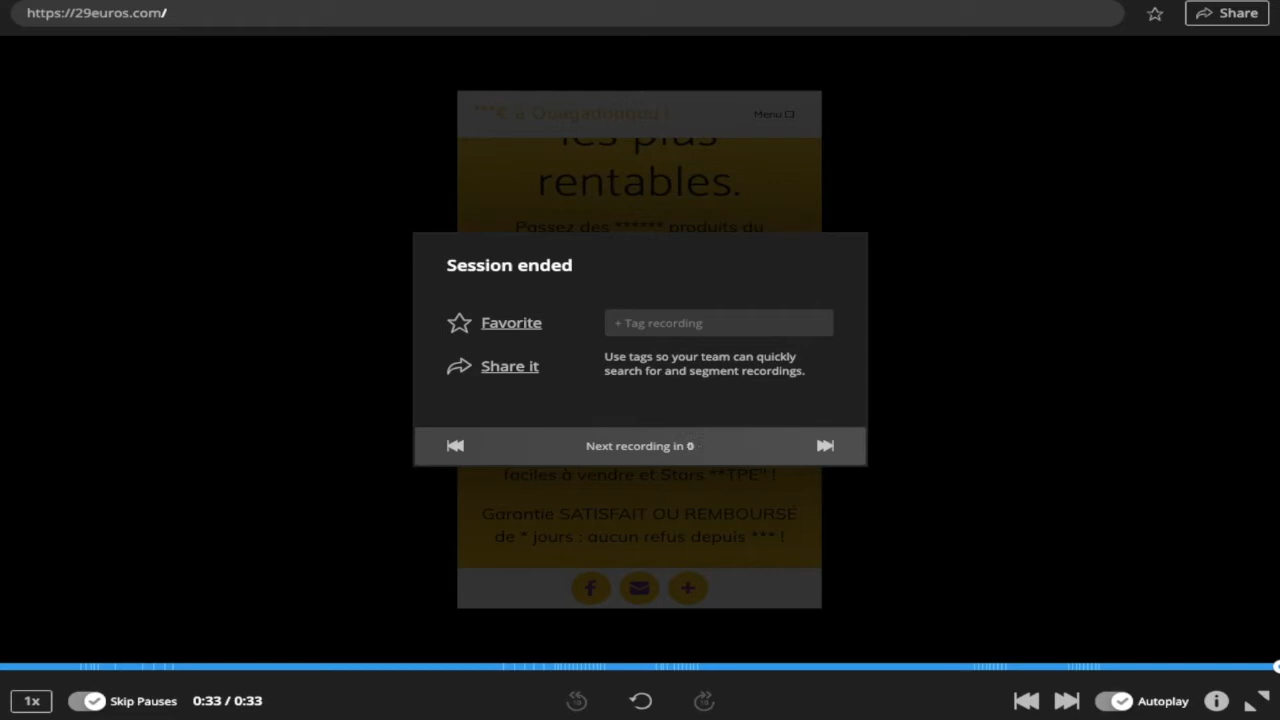 https://29euros.com/
Share
***€ à Ouagadougou !
Menu
les plus
rentables.
Passez des ****** produits du
Session ended
Favorite
+ Tag recording
Share it
Use tags so your team can quickly
search for and segment recordings.
Next recording in 0
faciles à vendre et Stars **TPE" !
Garantie SATISFAIT OU REMBOURSÉ
de * jours : aucun refus depuis *** !
1x
Skip Pauses
0:33 / 0:33
10
10
Autoplay